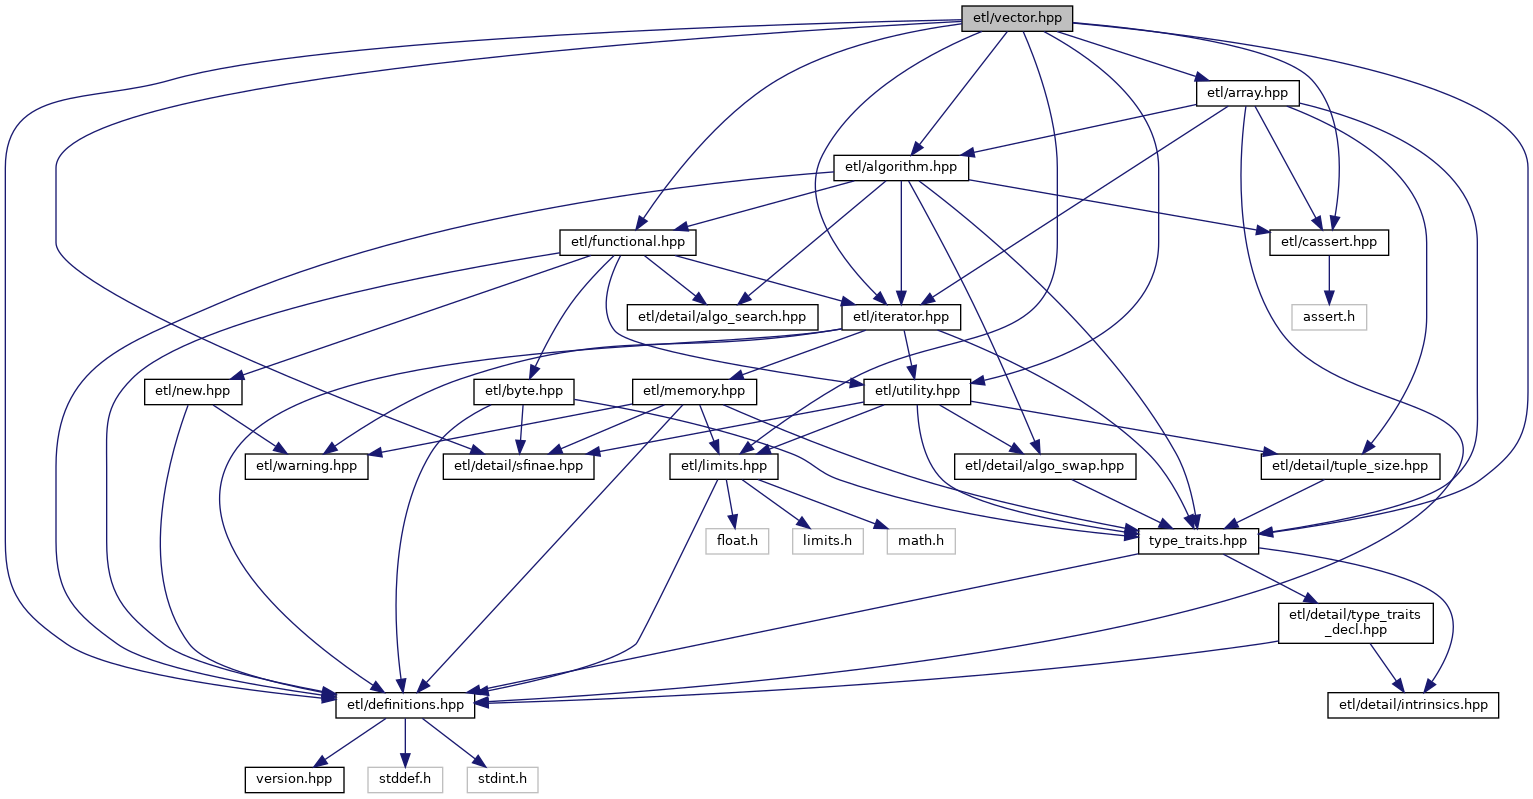 etl/vector.hpp
etl/array.hpp
etl/algorithm.hpp
etl/functional.hpp
etl/cassert.hpp
etl/detail/algo_search.hpp
etl/iterator.hpp
assert.h
etl/new.hpp
etl/byte.hpp
etl/memory.hpp
etl/utility.hpp
etl/warning.hpp
etl/detail/sfinae.hpp
etl/limits.hpp
etl/detail/algo_swap.hpp
etl/detail/tuple_size.hpp
float.h
limits.h
math.h
type_traits.hpp
etl/detail/type_traits
_decl.hpp
etl/definitions.hpp
etl/detail/intrinsics.hpp
version.hpp
stddef.h
stdint.h